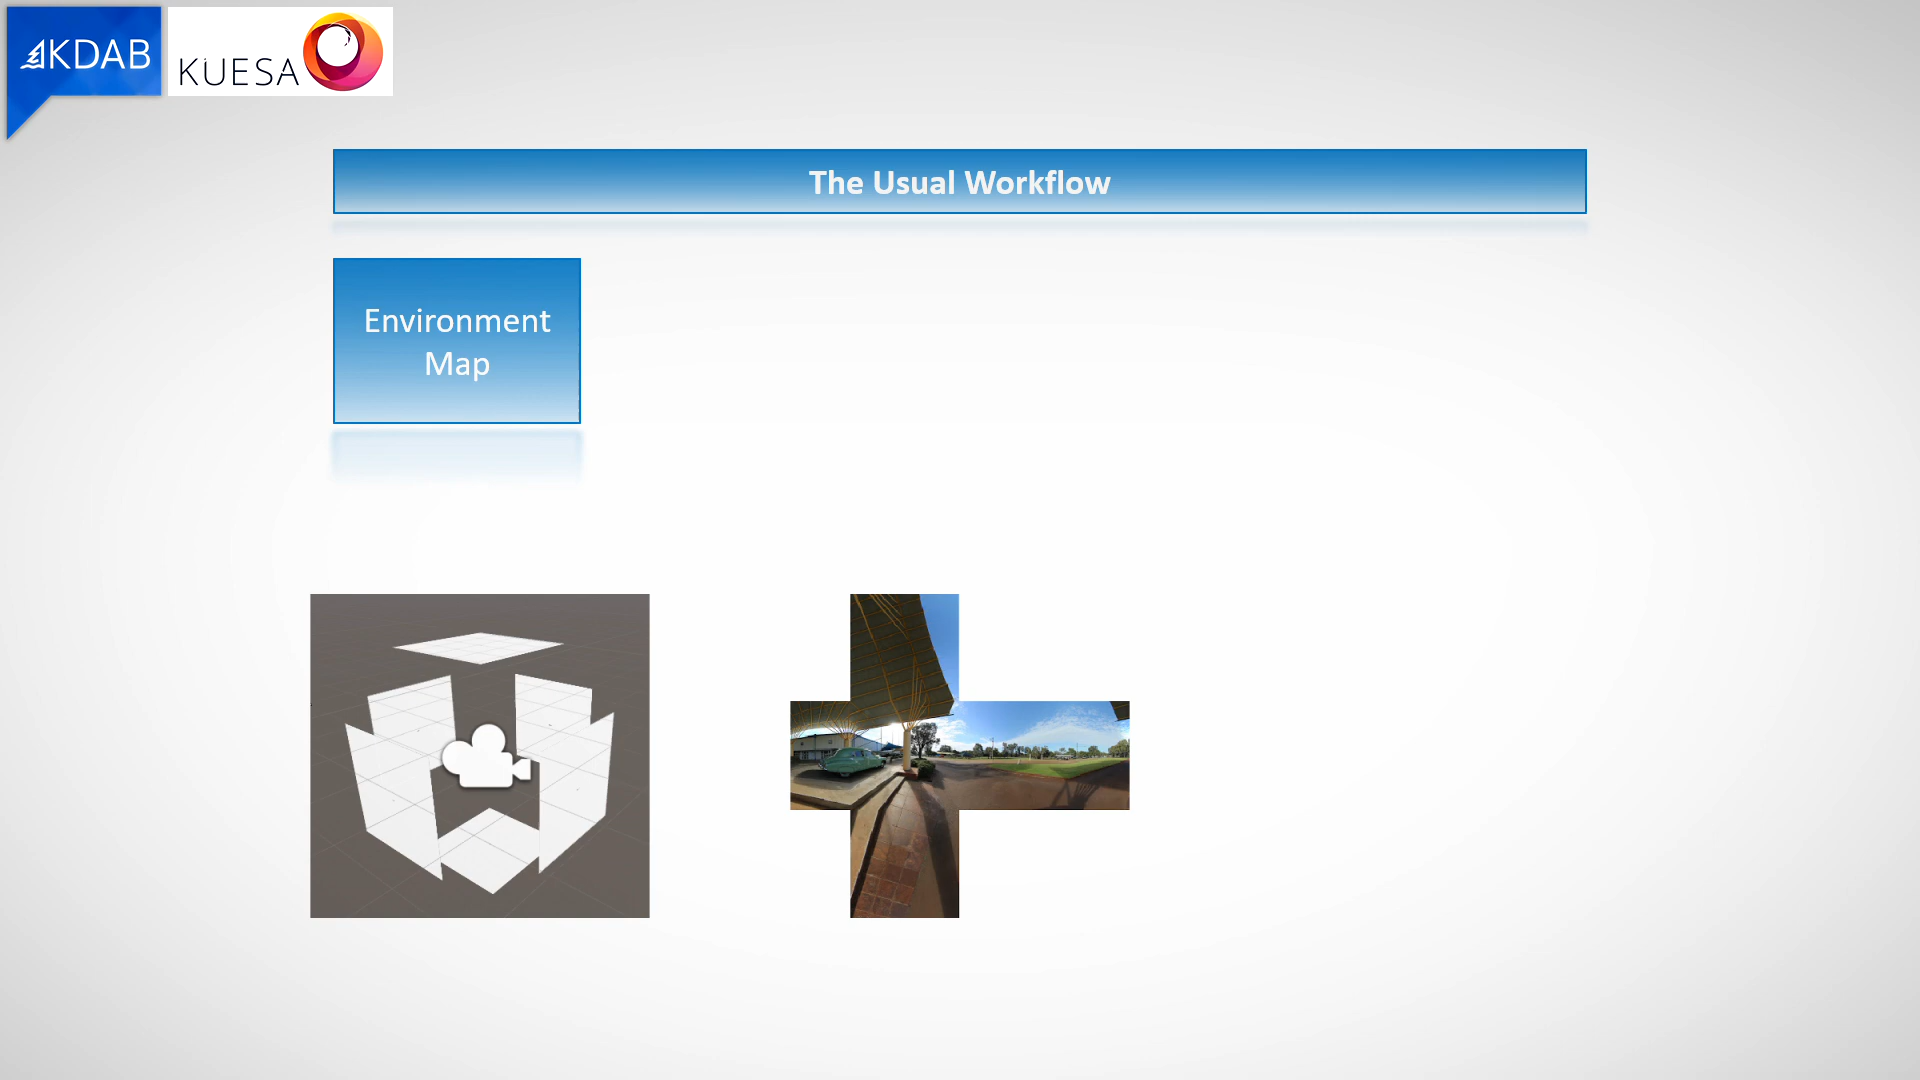 KDAB
KUESA
The Usual Workflow
Environment
Map